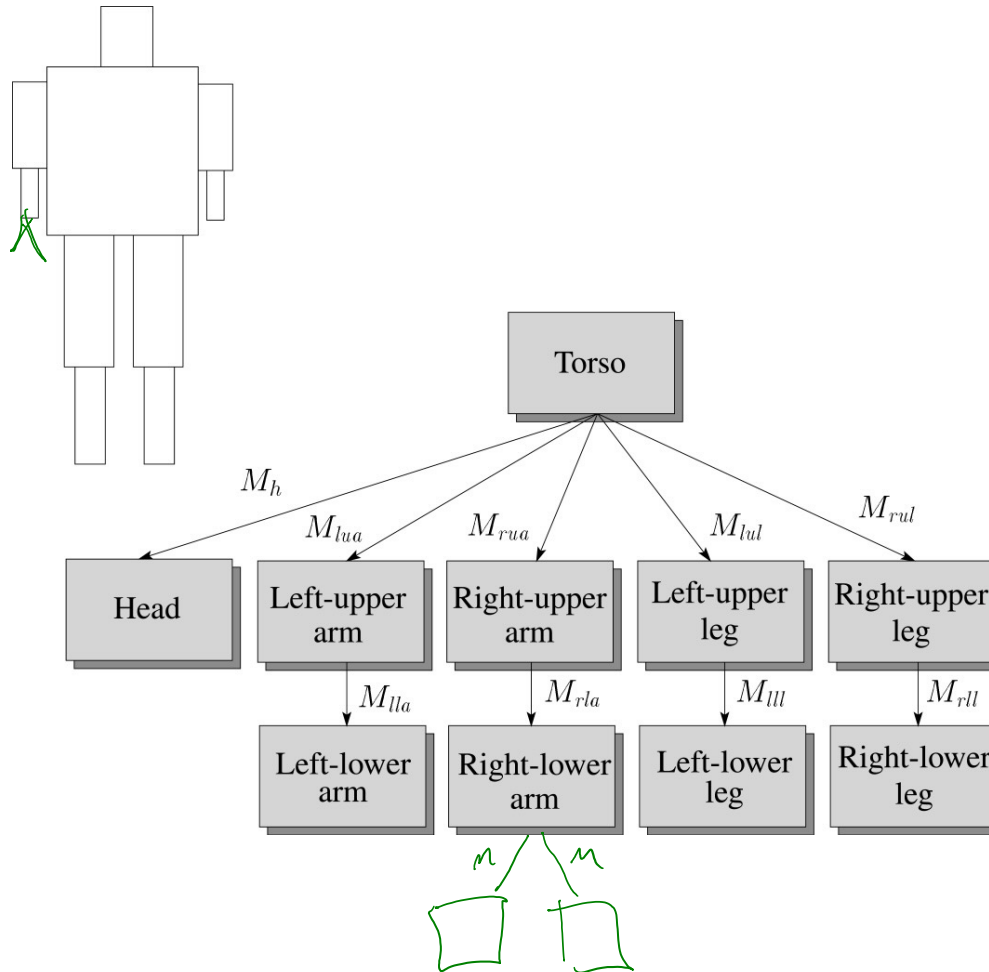 Torso
M_h
M_lua
M_rua
M_lul
M_rul
Head
Left-upper
arm
Right-upper
arm
Left-upper
leg
Right-upper
leg
M_lla
M_rla
M_lll
M_rll
Left-lower
arm
Right-lower
arm
Left-lower
leg
Right-lower
leg
M M